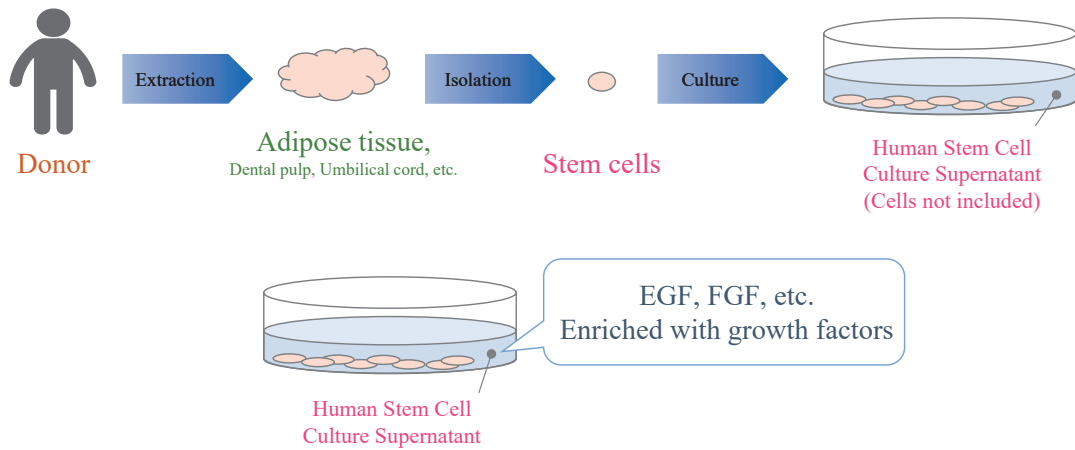 Extraction
Isolation
Culture
Donor
Adipose tissue,
Dental pulp, Umbilical cord, etc.
Stem cells
Human Stem Cell
Culture Supernatant
(Cells not included)
EGF, FGF, etc.
Enriched with growth factors
Human Stem Cell
Culture Supernatant